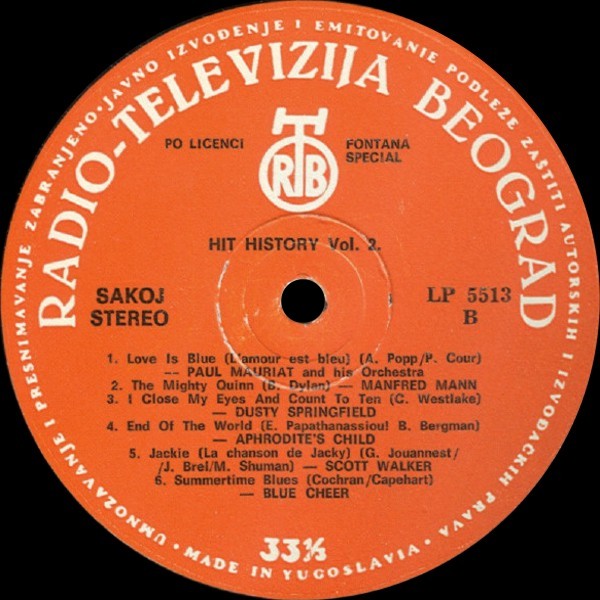 UMNOŽAVANJE I PRESNIMAVANJE ZABRANJENO · JAVNO IZVOĐENJE I EMITOVANJE PODLEŽE ZAŠTITI AUTORSKIH I IZVOĐAČKIH PRAVA ·
RADIO-TELEVIZIJA BEOGRAD
PO LICENCI
FONTANA SPECIAL
RTB
HIT HISTORY Vol. 2.
SAKOJ LP 5513
STEREO B
1. Love Is Blue (L'amour est bleu) (A. Popp/P. Cour)
-- PAUL MAURIAT and his Orchestra
2. The Mighty Quinn (B. Dylan) — MANFRED MANN
3. I Close My Eyes And Count To Ten (C. Westlake)
— DUSTY SPRINGFIELD
4. End Of The World (E. Papathanassiou! B. Bergman)
— APHRODITE'S CHILD
5. Jackie (La chanson de Jacky) (G. Jouannest/
/J. Brel/M. Shuman) — SCOTT WALKER
6. Summertime Blues (Cochran/Capehart)
— BLUE CHEER
33⅓
· MADE IN YUGOSLAVIA ·